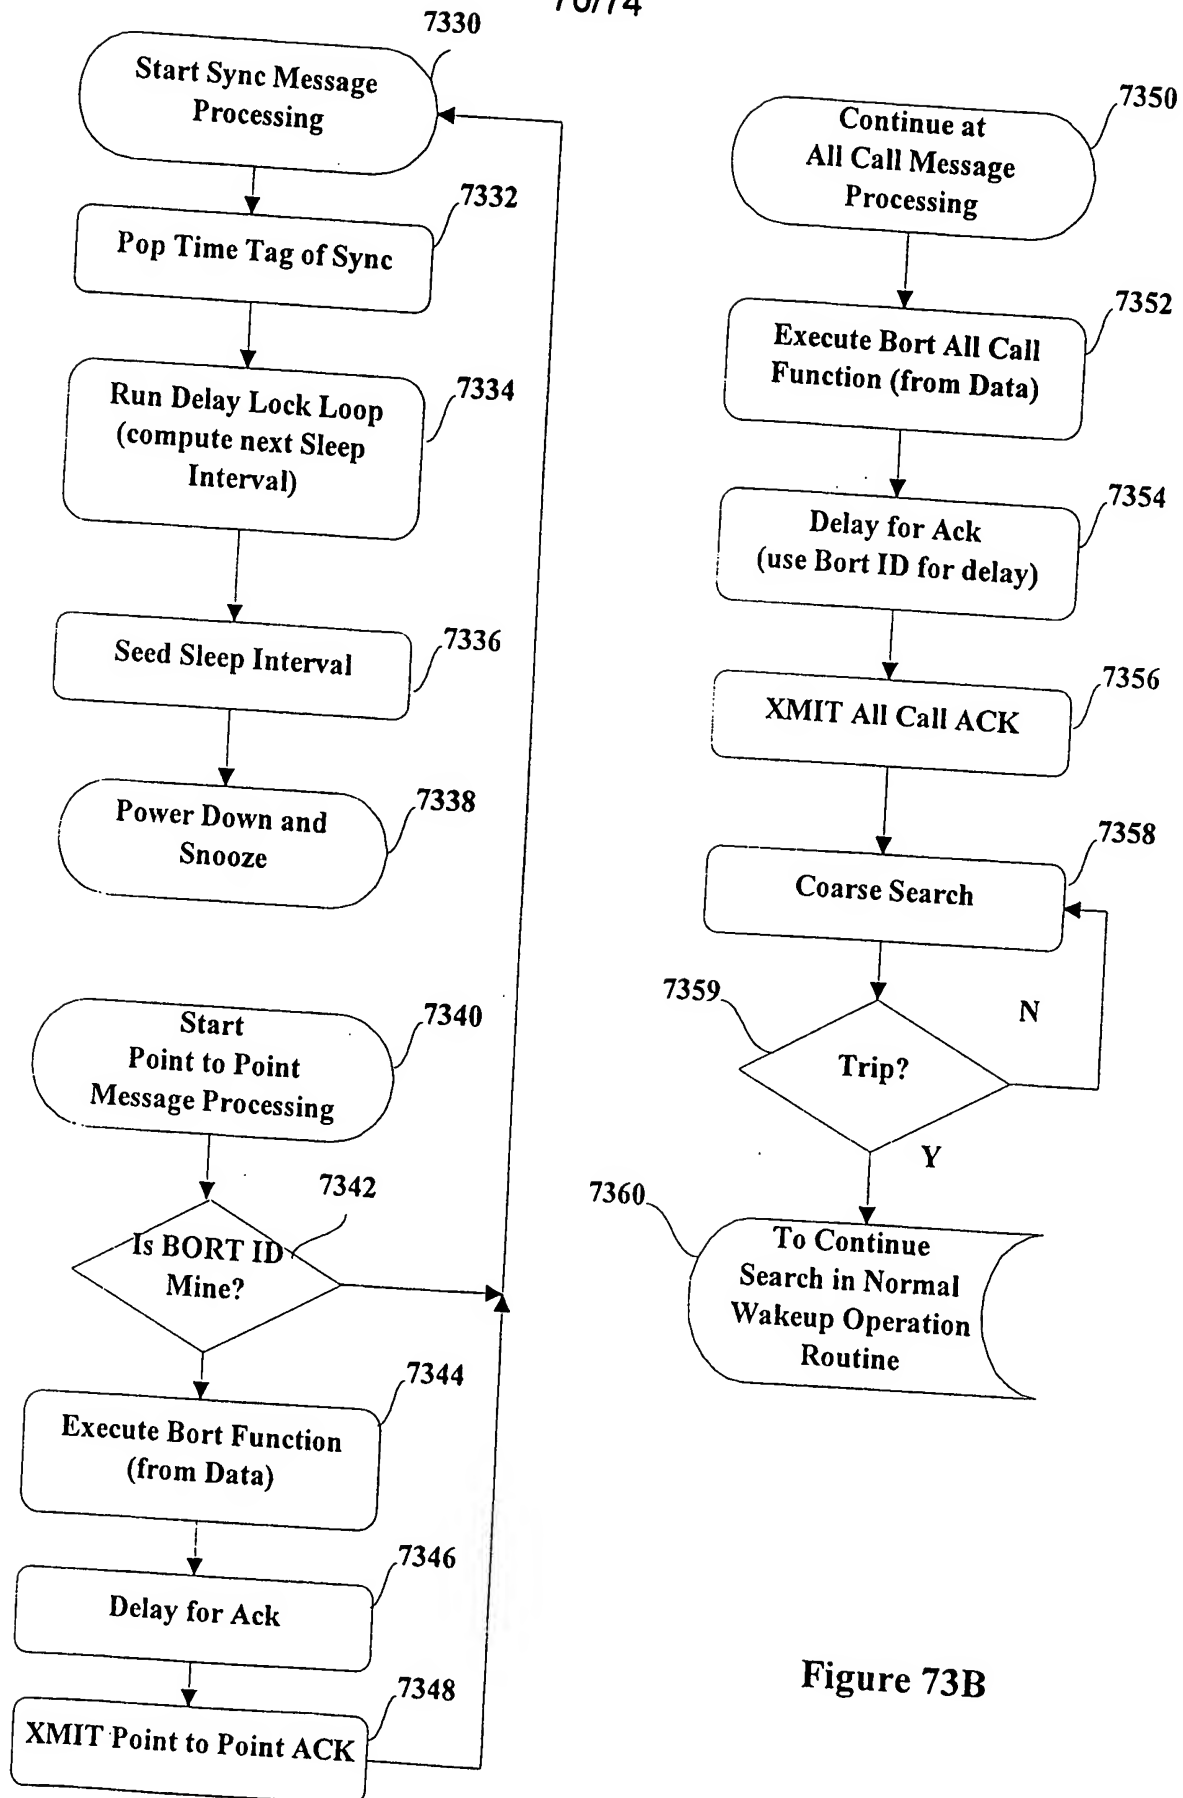 7330
Start Sync Message
Processing
7332
Pop Time Tag of Sync
7334
Run Delay Lock Loop
(compute next Sleep
Interval)
7336
Seed Sleep Interval
7338
Power Down and
Snooze
7340
Start
Point to Point
Message Processing
7342
Is BORT ID
Mine?
7344
Execute Bort Function
(from Data)
7346
Delay for Ack
7348
XMIT Point to Point ACK
7350
Continue at
All Call Message
Processing
7352
Execute Bort All Call
Function (from Data)
7354
Delay for Ack
(use Bort ID for delay)
7356
XMIT All Call ACK
7358
Coarse Search
7359
N
Trip?
Y
7360
To Continue
Search in Normal
Wakeup Operation
Routine
Figure 73B